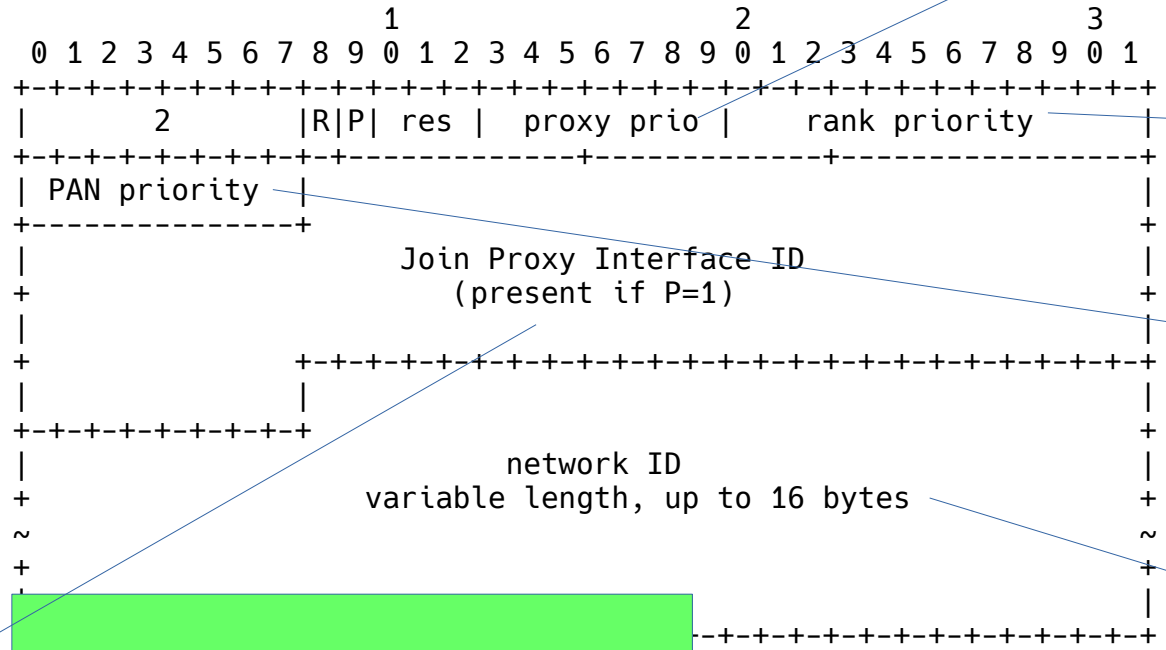 1                   2                   3
 0 1 2 3 4 5 6 7 8 9 0 1 2 3 4 5 6 7 8 9 0 1 2 3 4 5 6 7 8 9 0 1
+-+-+-+-+-+-+-+-+-+-+-+-+-+-+-+-+-+-+-+-+-+-+-+-+-+-+-+-+-+-+-+-+
|       2       |R|P| res |  proxy prio |    rank priority      |
+-+-+-+-+-+-+-+-+-+-------------+-------------+-----------------+
| PAN priority  |                                               |
+---------------+                                               +
|                     Join Proxy Interface ID                   |
+                        (present if P=1)                       +
|                                                               |
+               +-+-+-+-+-+-+-+-+-+-+-+-+-+-+-+-+-+-+-+-+-+-+-+-+
|               |                                               |
+-+-+-+-+-+-+-+-+                                               +
|                           network ID                          |
+                   variable length, up to 16 bytes             +
~                                                               ~
+                                                               +
                                                                |
                                      --+-+-+-+-+-+-+-+-+-+-+-+-+